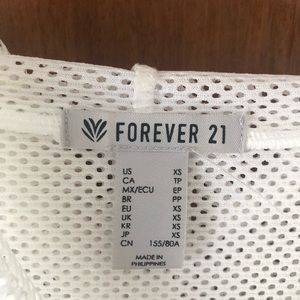 FOREVER 21
US XS
CA TP
MX/ECU EP
BR PP
EU XS
UK XS
KR XS
JP XS
CN 155/80A
MADE IN
PHILIPPINES